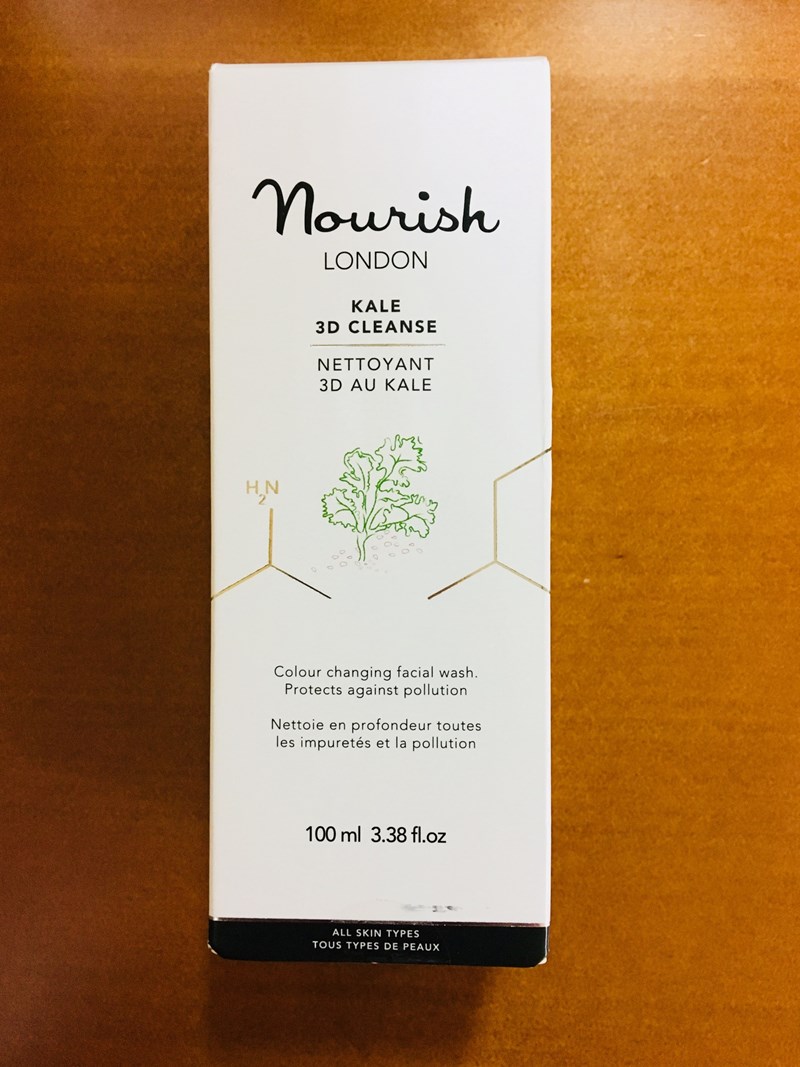 Nourish
LONDON
KALE
3D CLEANSE
NETTOYANT
3D AU KALE
H2N
Colour changing facial wash.
Protects against pollution
Nettoie en profondeur toutes
les impuretés et la pollution
100 ml 3.38 fl.oz
ALL SKIN TYPES
TOUS TYPES DE PEAUX